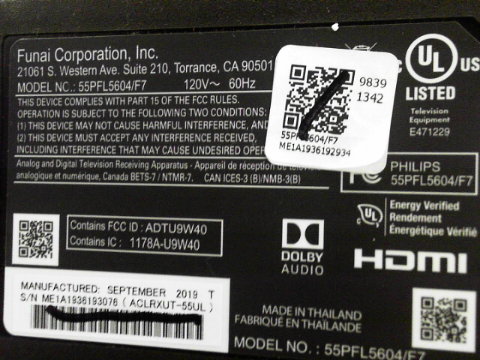 Funai Corporation, Inc.
21061 S. Western Ave. Suite 210, Torrance, CA 90501
MODEL NO.: 55PFL5604/F7 120V~ 60Hz
THIS DEVICE COMPLIES WITH PART 15 OF THE FCC RULES.
OPERATION IS SUBJECT TO THE FOLLOWING TWO CONDITIONS:
(1) THIS DEVICE MAY NOT CAUSE HARMFUL INTERFERENCE, AND
(2) THIS DEVICE MUST ACCEPT ANY INTERFERENCE RECEIVED,
INCLUDING INTERFERENCE THAT MAY CAUSE UNDESIRED OPERATION.
Analog and Digital Television Receiving Apparatus - Appareil de réception de
analogique et numérique, Canada BETS-7 / NTMR-7. CAN ICES-3 (B)/NMB-3(B)
9839
1342
55PFL5604/F7
ME1A1936192934
UL
US
LISTED
Television
Equipment
E471229
PHILIPS
55PFL5604/F7
UL
Energy Verified
Rendement
Énergétique Vérifié
Contains FCC ID : ADTU9W40
Contains IC : 1178A-U9W40
DOLBY
AUDIO
HDMI
MANUFACTURED: SEPTEMBER 2019 T
S/N ME1A1936193076 (ACLRXUT-55UL)
MADE IN THAILAND
FABRIQUÉ EN THAÏLANDE
MODEL NO.: 55PFL5604/F7